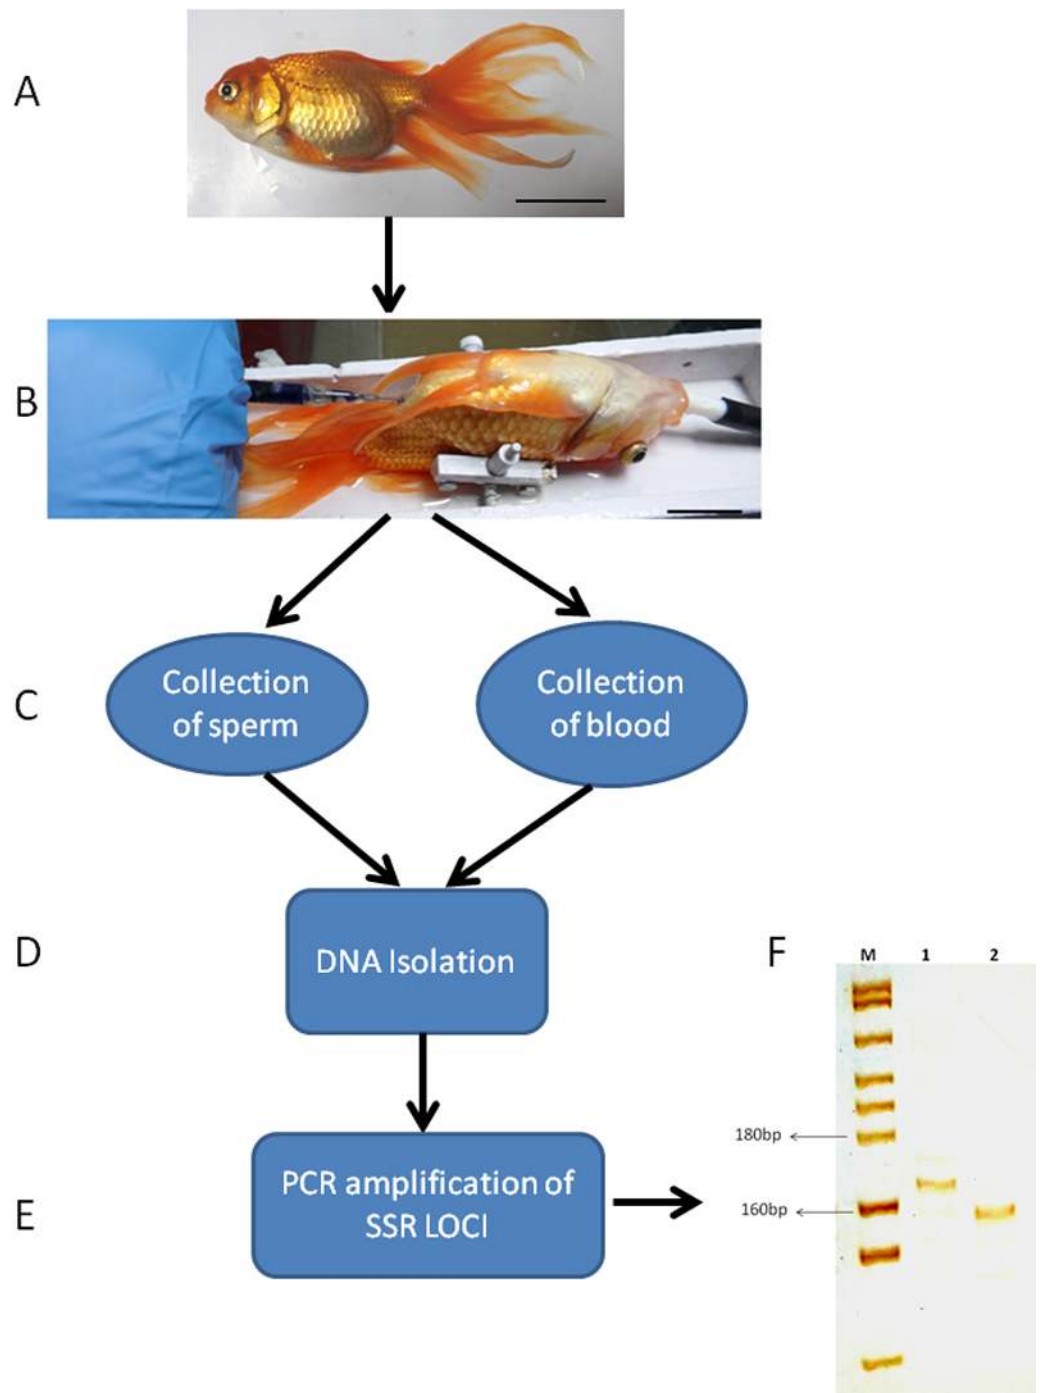 A
B
Collection
of sperm
Collection
of blood
C
DNA Isolation
D
F
M 1 2
180bp
PCR amplification of
SSR LOCI
160bp
E